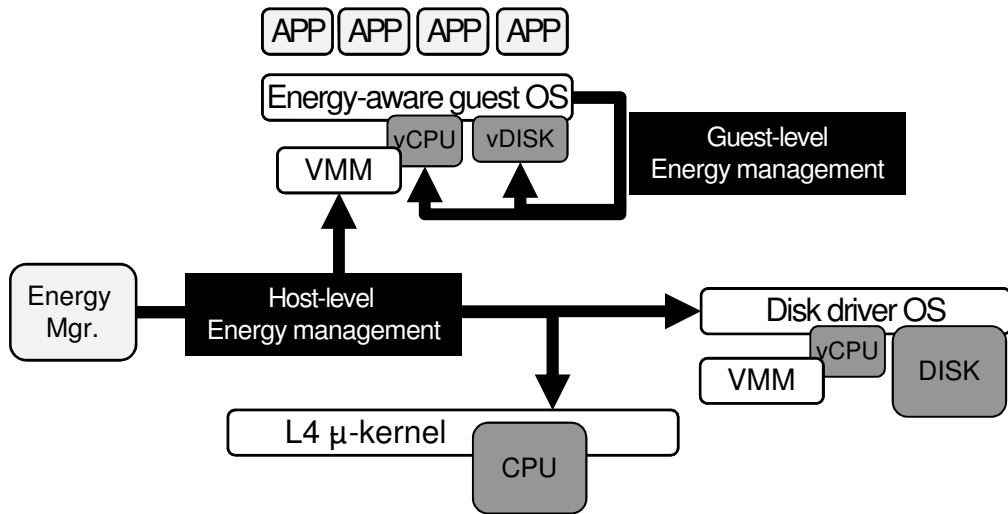 APP APP APP APP
Energy-aware guest OS
vCPU vDISK
VMM
Guest-level
Energy management
Energy
Mgr.
Host-level
Energy management
Disk driver OS
vCPU
VMM
DISK
L4 µ-kernel
CPU